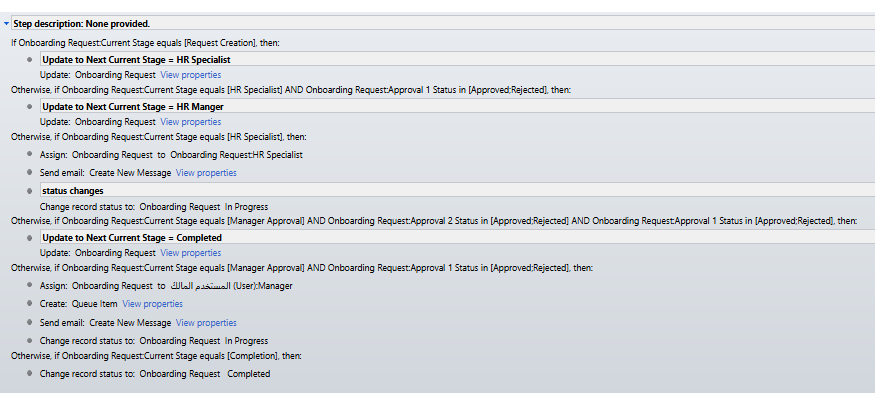 Step description: None provided.
If Onboarding Request:Current Stage equals [Request Creation], then:
Update to Next Current Stage = HR Specialist
Update: Onboarding Request View properties
Otherwise, if Onboarding Request:Current Stage equals [HR Specialist] AND Onboarding Request:Approval 1 Status in [Approved;Rejected], then:
Update to Next Current Stage = HR Manger
Update: Onboarding Request View properties
Otherwise, if Onboarding Request:Current Stage equals [HR Specialist], then:
Assign: Onboarding Request to Onboarding Request:HR Specialist
Send email: Create New Message View properties
status changes
Change record status to: Onboarding Request In Progress
Otherwise, if Onboarding Request:Current Stage equals [Manager Approval] AND Onboarding Request:Approval 2 Status in [Approved;Rejected] AND Onboarding Request:Approval 1 Status in [Approved;Rejected], then:
Update to Next Current Stage = Completed
Update: Onboarding Request View properties
Otherwise, if Onboarding Request:Current Stage equals [Manager Approval] AND Onboarding Request:Approval 1 Status in [Approved;Rejected], then:
Assign: Onboarding Request to المستخدم المالك (User):Manager
Create: Queue Item View properties
Send email: Create New Message View properties
Change record status to: Onboarding Request In Progress
Otherwise, if Onboarding Request:Current Stage equals [Completion], then:
Change record status to: Onboarding Request Completed